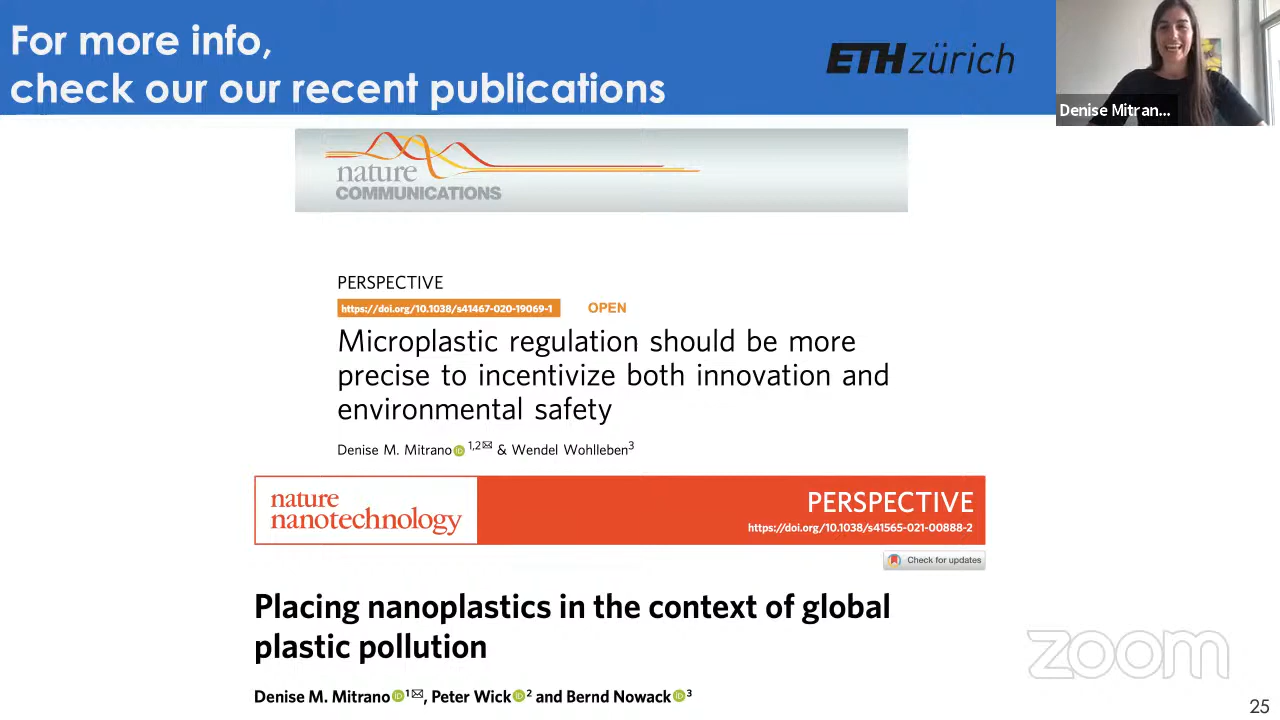 For more info,
check our our recent publications
ETH zürich
Denise Mitran...
nature
COMMUNICATIONS
PERSPECTIVE
https://doi.org/10.1038/s41467-020-19069-1 OPEN
Microplastic regulation should be more
precise to incentivize both innovation and
environmental safety
Denise M. Mitrano iD 1,2✉ & Wendel Wohlleben3
nature
nanotechnology
PERSPECTIVE
https://doi.org/10.1038/s41565-021-00888-2
Check for updates
Placing nanoplastics in the context of global
plastic pollution
Denise M. Mitrano iD 1✉, Peter Wick iD 2 and Bernd Nowack iD 3
zoom
25